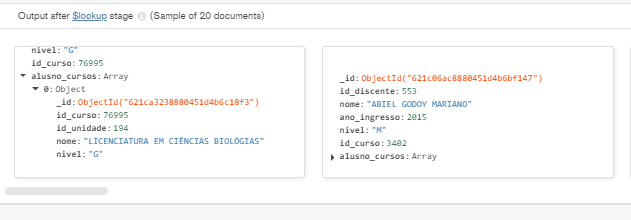 Output after $lookup stage (Sample of 20 documents)
nivel: "G"
id_curso: 76995
alusno_cursos: Array
0: Object
_id: ObjectId("621ca3238880451d4b6c18f3")
id_curso: 76995
id_unidade: 194
nome: "LICENCIATURA EM CIÊNCIAS BIOLÓGIAS"
nivel: "G"
_id: ObjectId("621c06ac8880451d4b6bf147")
id_discente: 553
nome: "ABIEL GODOY MARIANO"
ano_ingresso: 2015
nivel: "M"
id_curso: 3402
alusno_cursos: Array